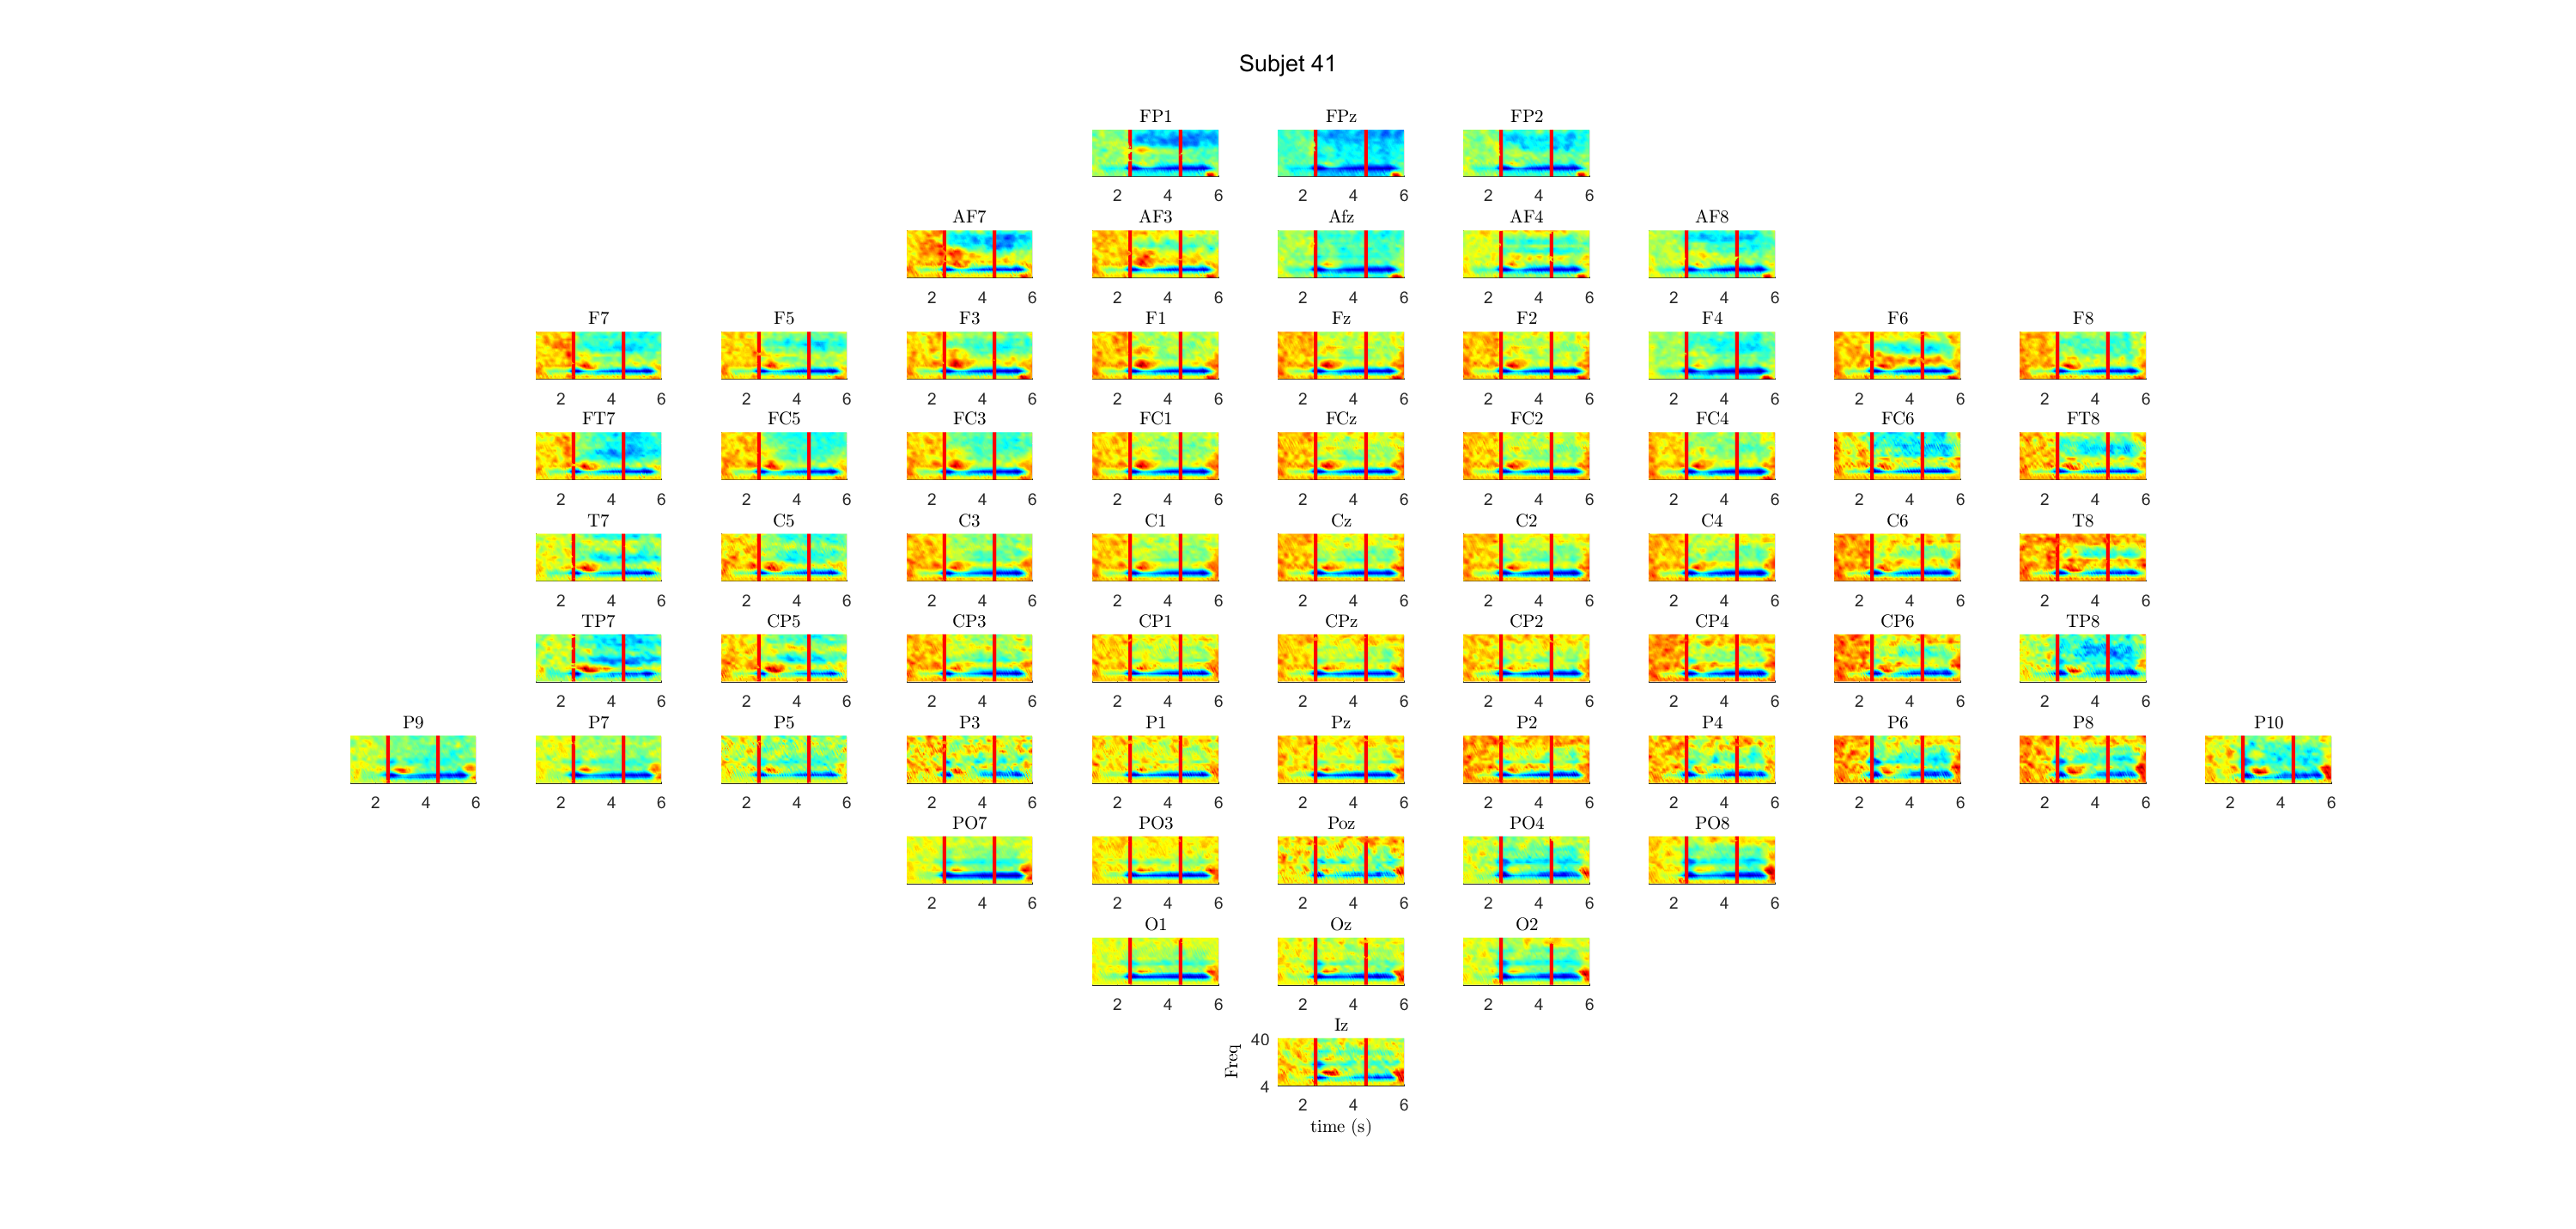 Subjet 41
FP1 FPz FP2
2 4 6 2 4 6 2 4 6
AF7 AF3 Afz AF4 AF8
2 4 6 2 4 6 2 4 6 2 4 6 2 4 6
F7 F5 F3 F1 Fz F2 F4 F6 F8
2 4 6 2 4 6 2 4 6 2 4 6 2 4 6 2 4 6 2 4 6 2 4 6 2 4 6
FT7 FC5 FC3 FC1 FCz FC2 FC4 FC6 FT8
2 4 6 2 4 6 2 4 6 2 4 6 2 4 6 2 4 6 2 4 6 2 4 6 2 4 6
T7 C5 C3 C1 Cz C2 C4 C6 T8
2 4 6 2 4 6 2 4 6 2 4 6 2 4 6 2 4 6 2 4 6 2 4 6 2 4 6
TP7 CP5 CP3 CP1 CPz CP2 CP4 CP6 TP8
2 4 6 2 4 6 2 4 6 2 4 6 2 4 6 2 4 6 2 4 6 2 4 6 2 4 6
P9 P7 P5 P3 P1 Pz P2 P4 P6 P8 P10
2 4 6 2 4 6 2 4 6 2 4 6 2 4 6 2 4 6 2 4 6 2 4 6 2 4 6 2 4 6 2 4 6
PO7 PO3 Poz PO4 PO8
2 4 6 2 4 6 2 4 6 2 4 6 2 4 6
O1 Oz O2
2 4 6 2 4 6 2 4 6
Iz
40
Freq
4
2 4 6
time (s)